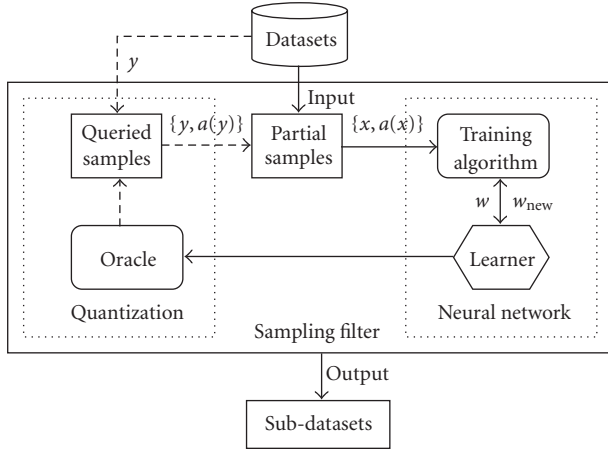 Datasets
y
Input
Queried
samples
{y, a(y)}
Partial
samples
{x, a(x)}
Training
algorithm
w
w_new
Oracle
Learner
Quantization
Neural network
Sampling filter
Output
Sub-datasets